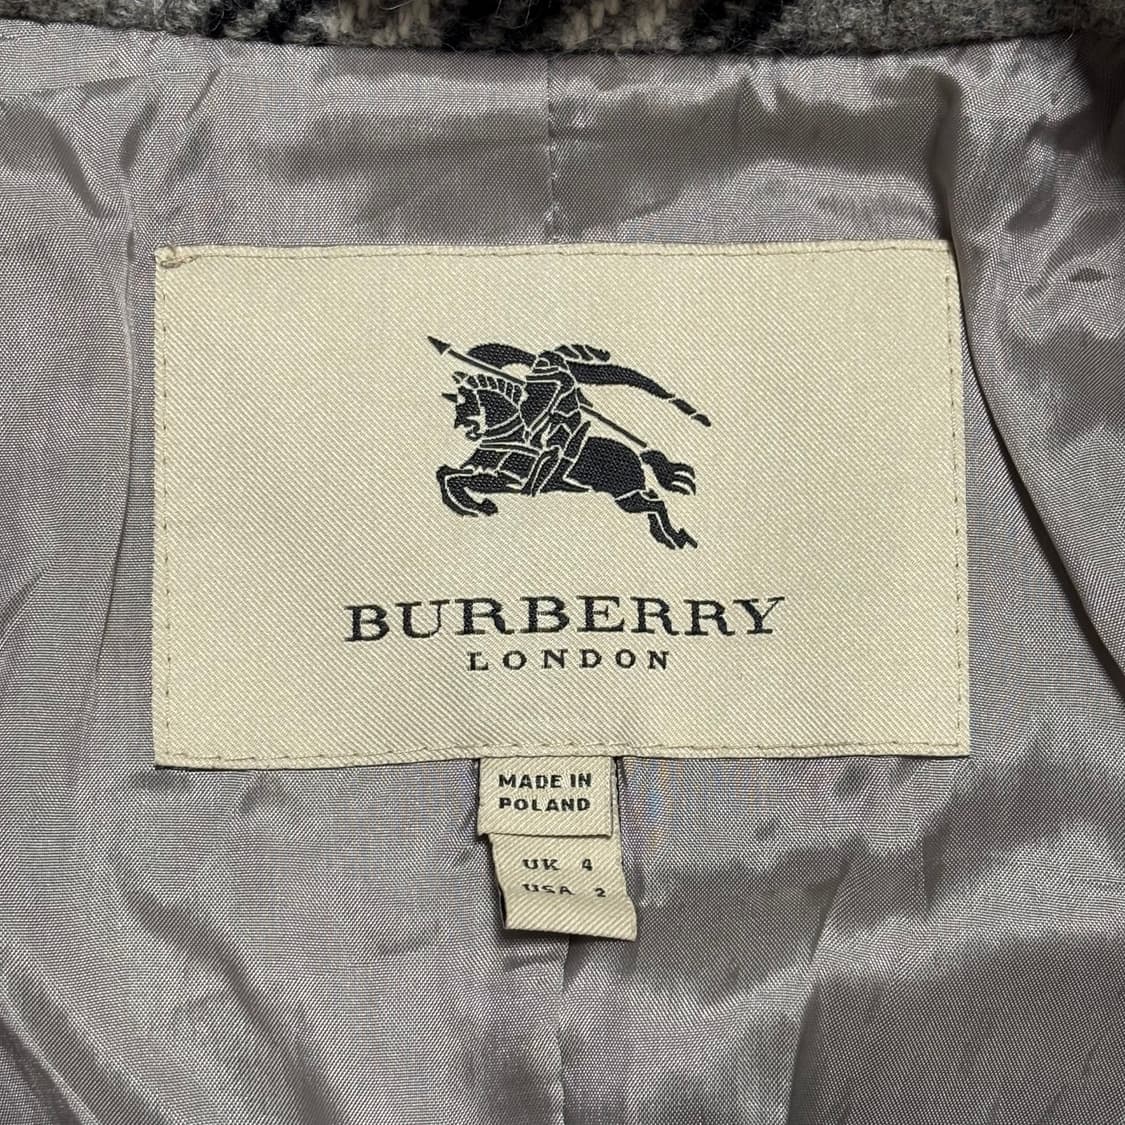 BURBERRY
LONDON
MADE IN
POLAND
UK 4
USA 2